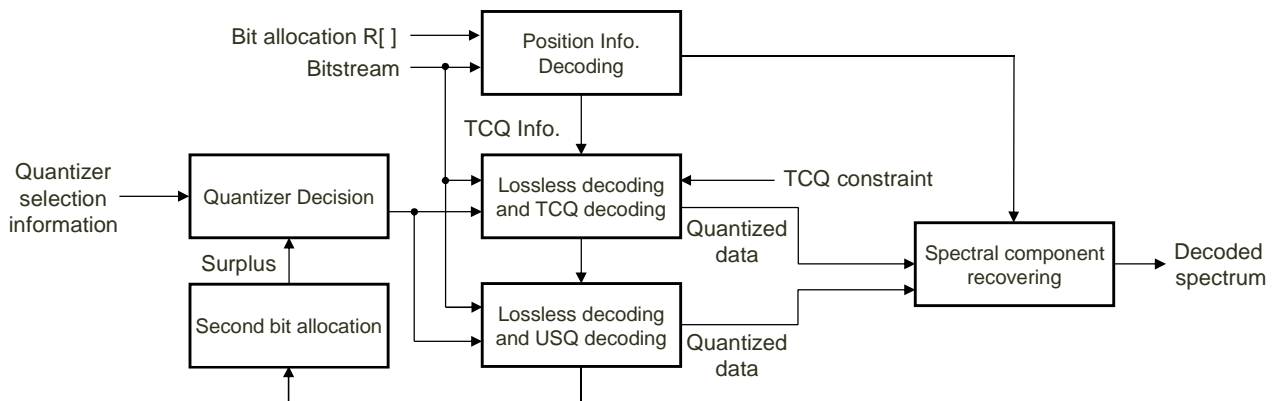 Bit allocation R[ ]
Bitstream
Position Info.
Decoding
TCQ Info.
Quantizer
selection
information
Quantizer Decision
Lossless decoding
and TCQ decoding
TCQ constraint
Quantized
data
Spectral component
recovering
Decoded
spectrum
Surplus
Second bit allocation
Lossless decoding
and USQ decoding
Quantized
data